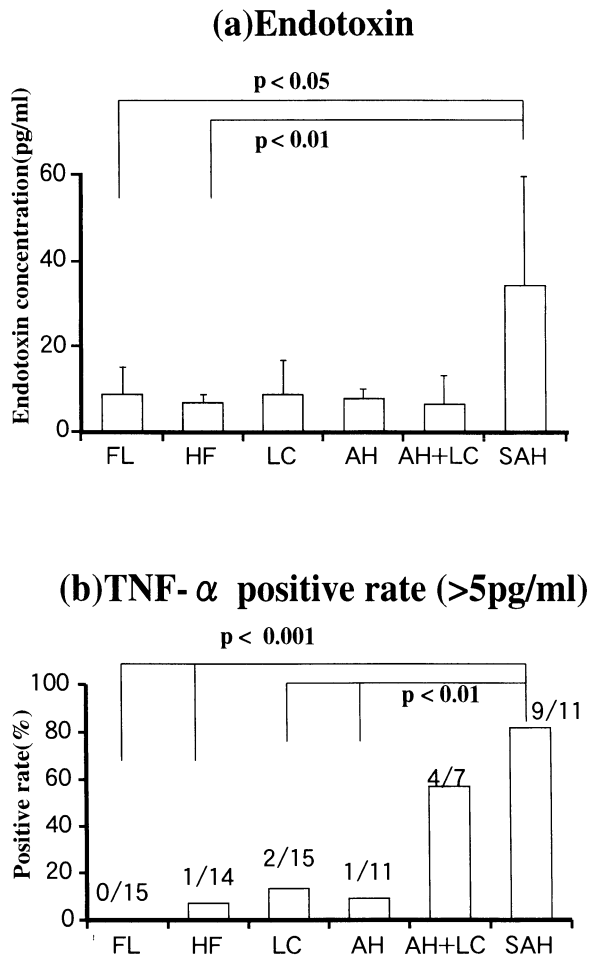 (a)Endotoxin
p < 0.05
p < 0.01
Endotoxin concentration(pg/ml)
60
40
20
0
FL HF LC AH AH+LC SAH
(b)TNF-α positive rate (>5pg/ml)
p < 0.001
p < 0.01
Positive rate(%)
100
80
60
40
20
0
0/15 1/14 2/15 1/11 4/7 9/11
FL HF LC AH AH+LC SAH